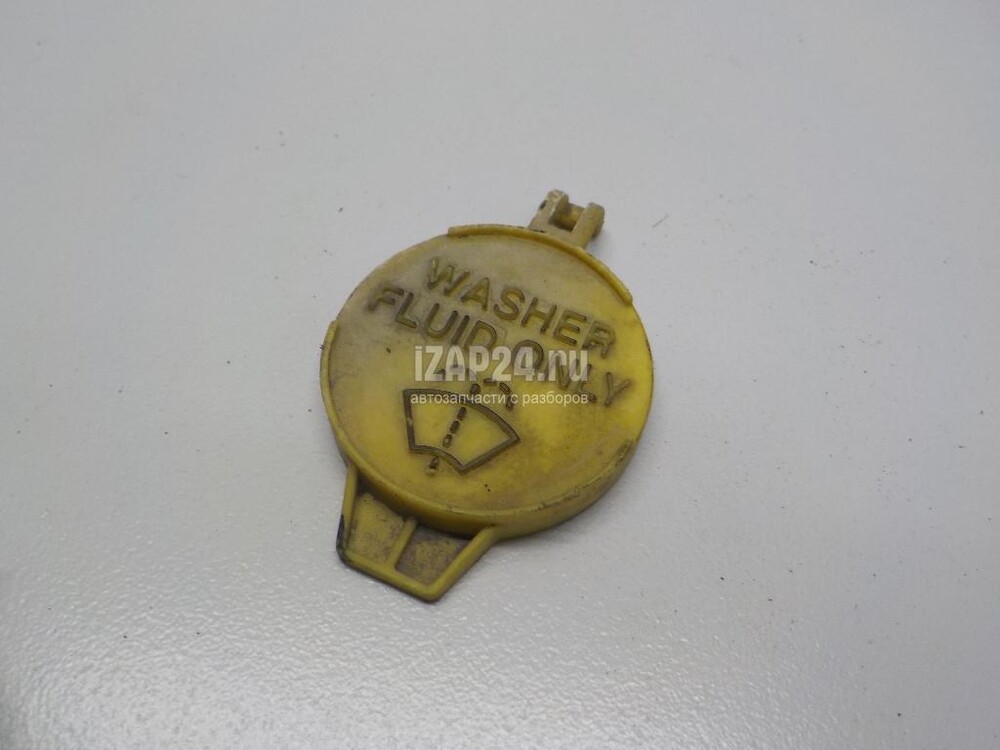 WASHER
FLUID ONLY
iZAP24.ru
автозапчасти с разборов